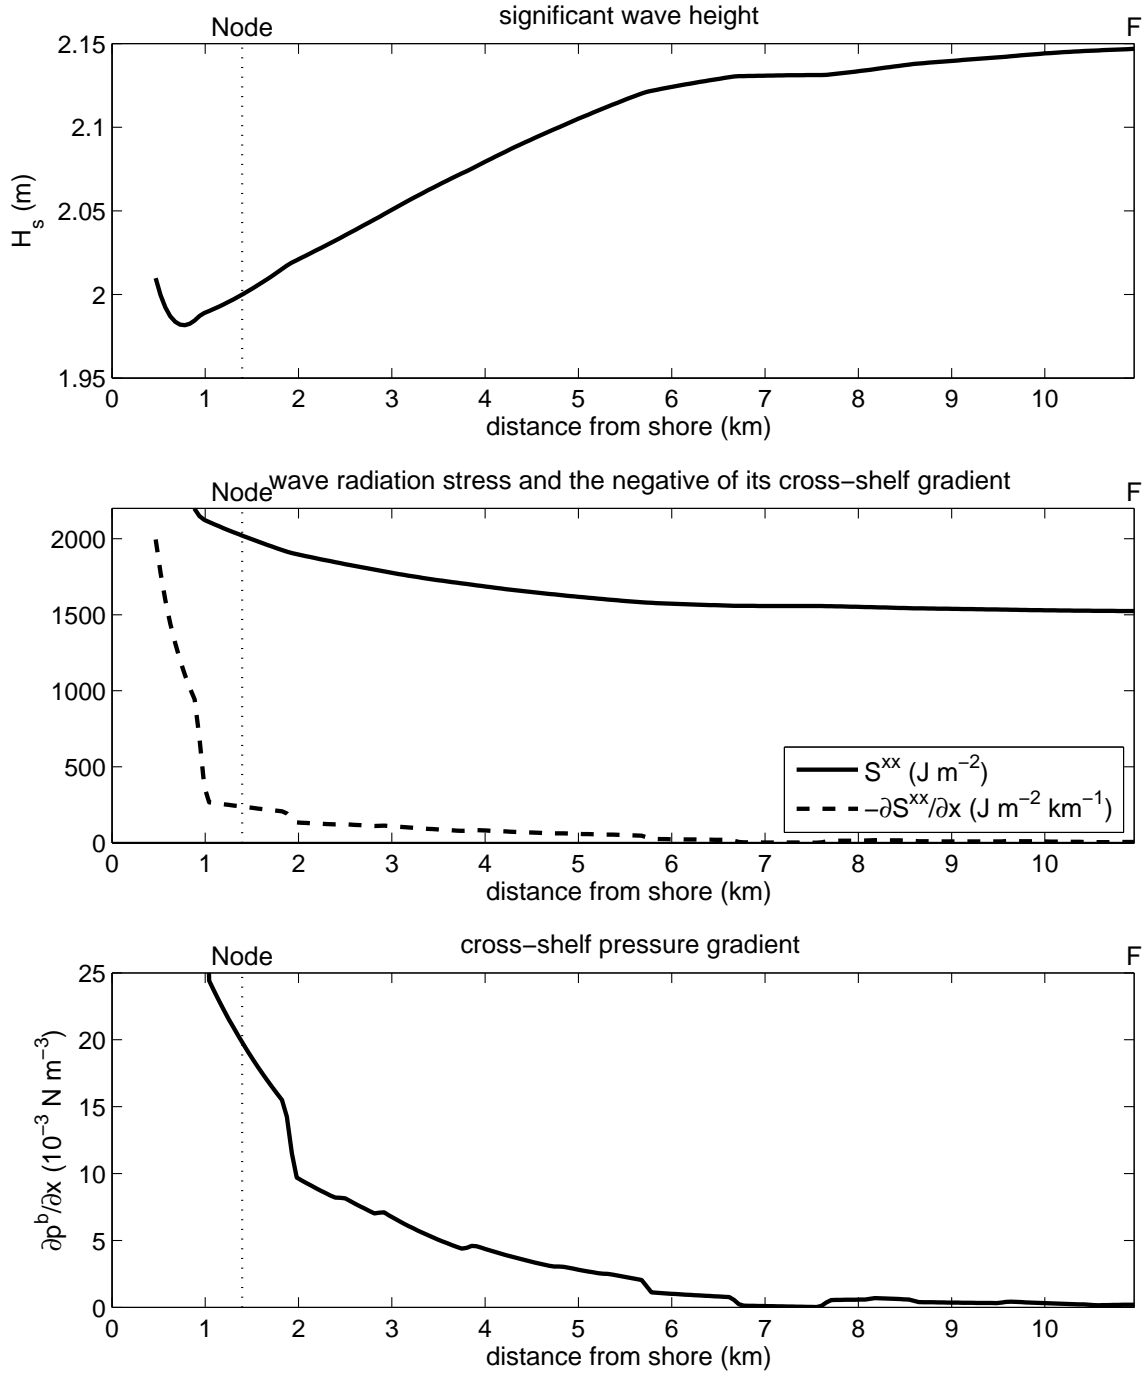 significant wave height
Node
F
2.15
2.1
2.05
2
1.95
H_s (m)
0 1 2 3 4 5 6 7 8 9 10
distance from shore (km)
wave radiation stress and the negative of its cross−shelf gradient
Node
F
2000
1500
1000
500
0
S^xx (J m^−2)
−∂S^xx/∂x (J m^−2 km^−1)
0 1 2 3 4 5 6 7 8 9 10
distance from shore (km)
cross−shelf pressure gradient
Node
F
25
20
15
10
5
0
∂p^b/∂x (10^−3 N m^−3)
0 1 2 3 4 5 6 7 8 9 10
distance from shore (km)